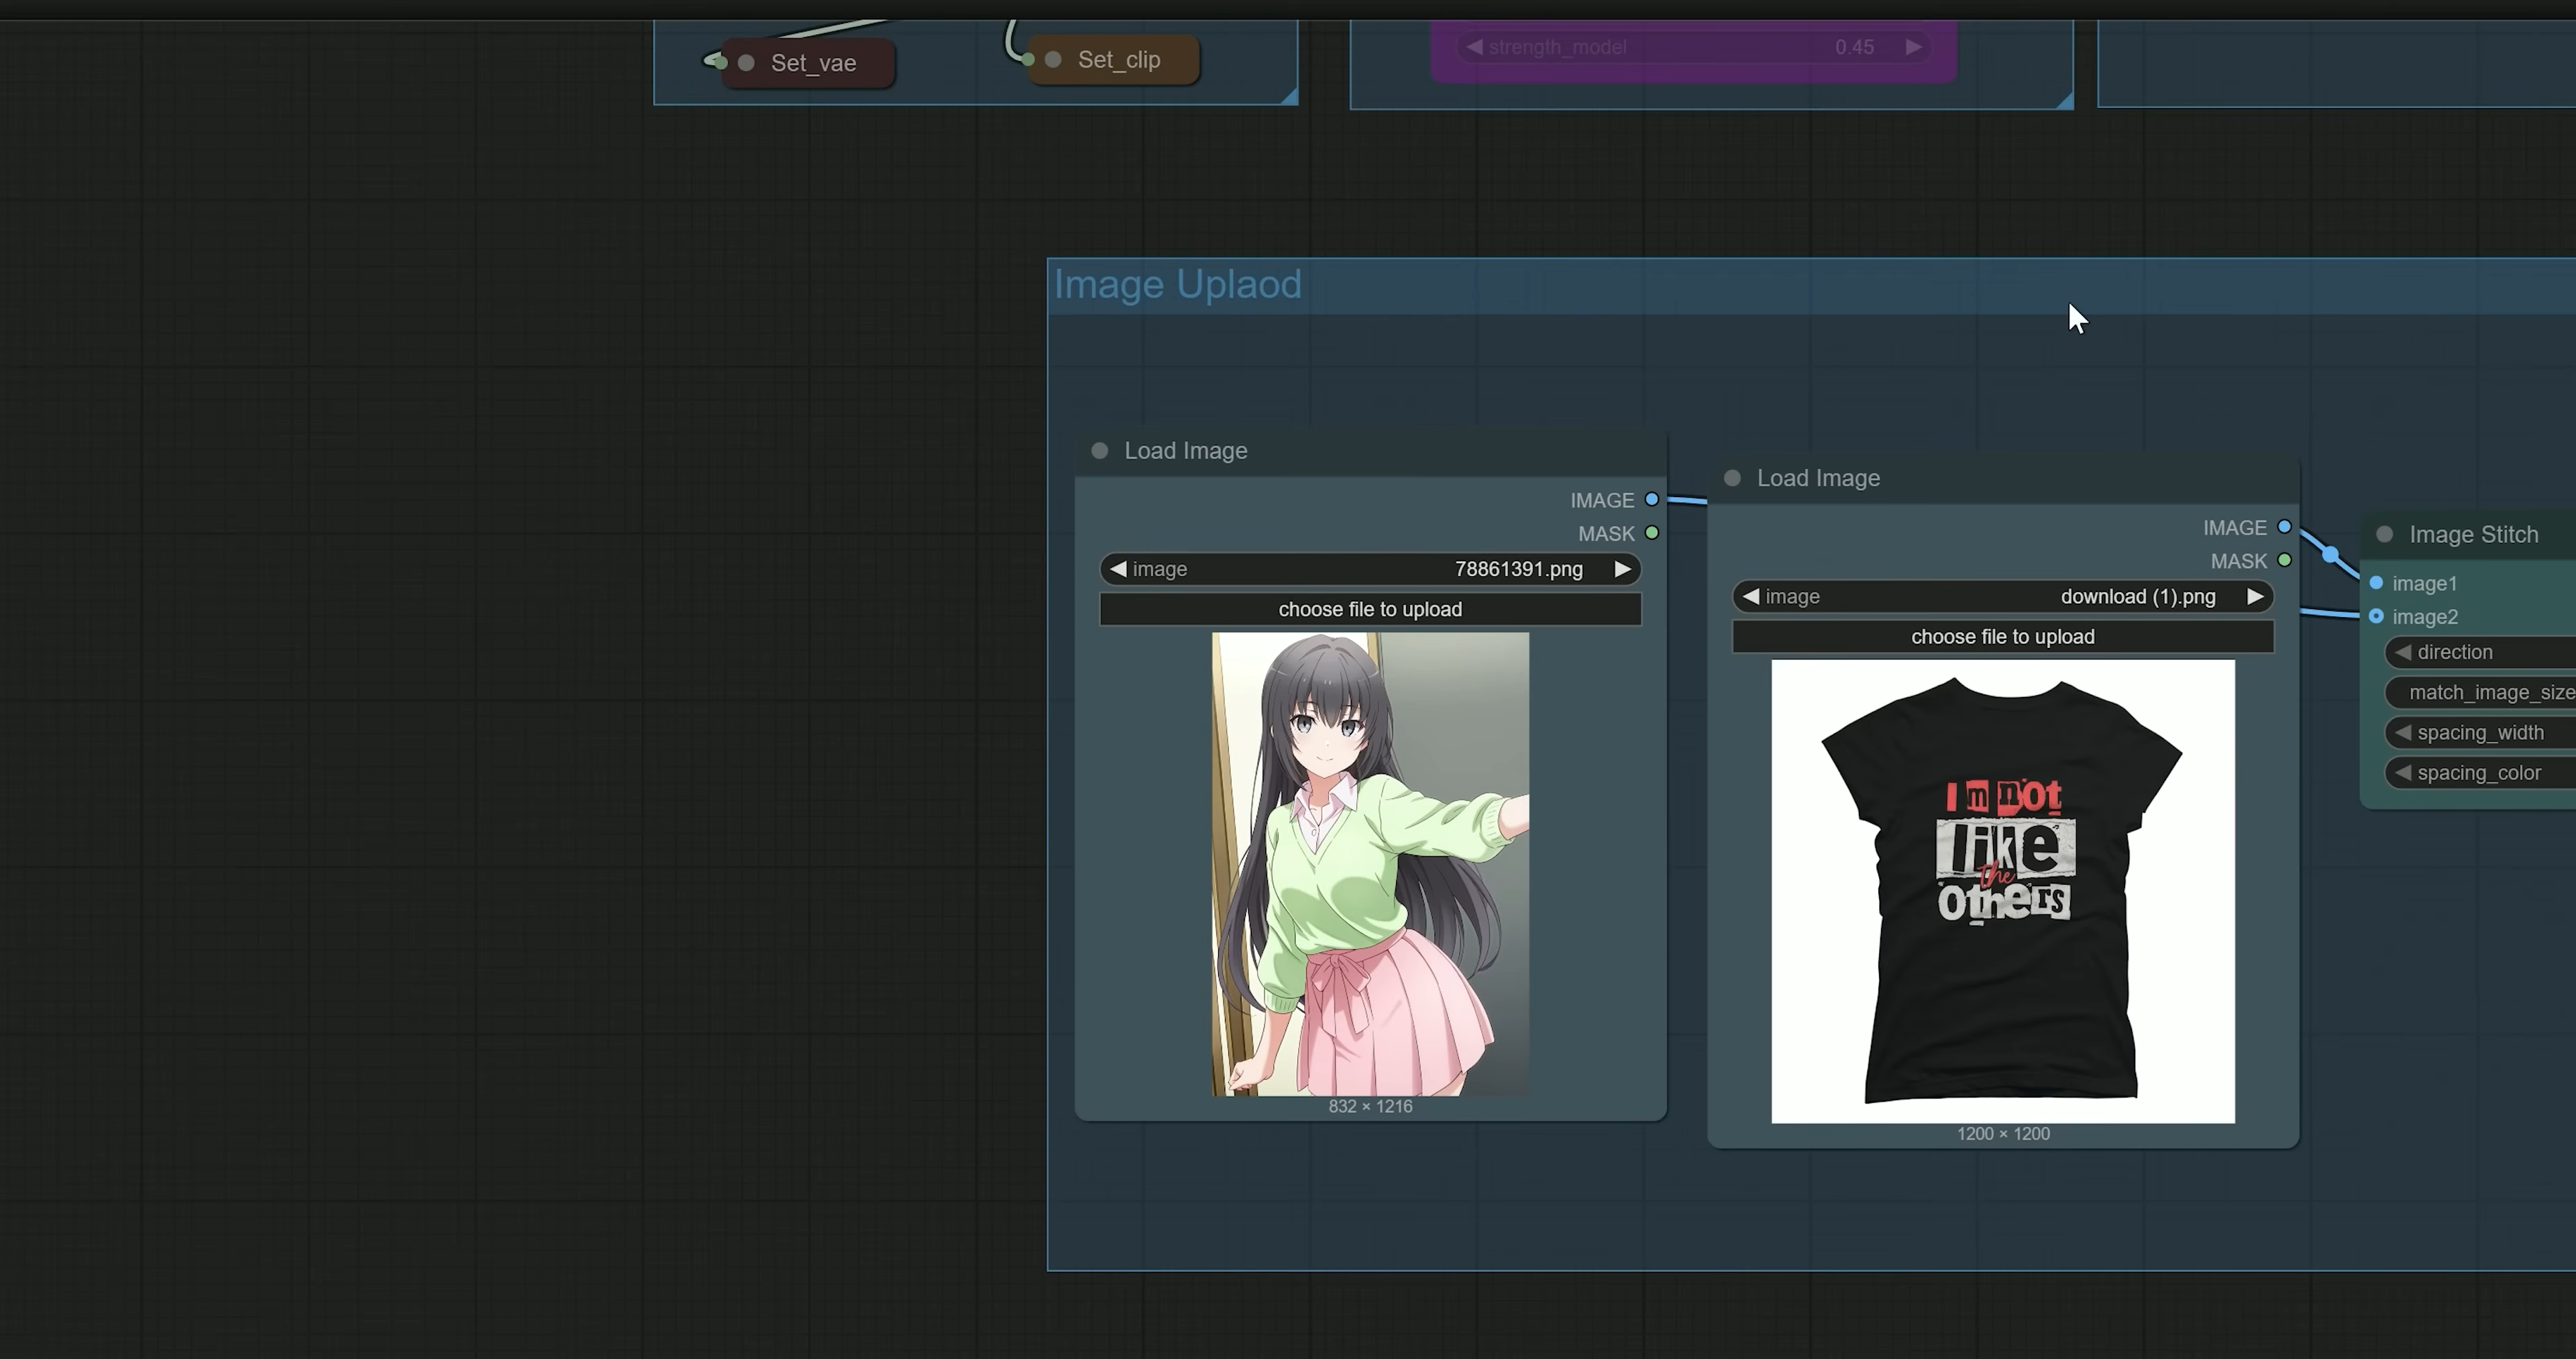 Set_vae
Set_clip
strength_model 0.45
Image Uplaod
Load Image
IMAGE
MASK
image 78861391.png
choose file to upload
832 × 1216
Load Image
IMAGE
MASK
image download (1).png
choose file to upload
I m not
like
the
others
1200 × 1200
Image Stitch
image1
image2
direction
match_image_size
spacing_width
spacing_color